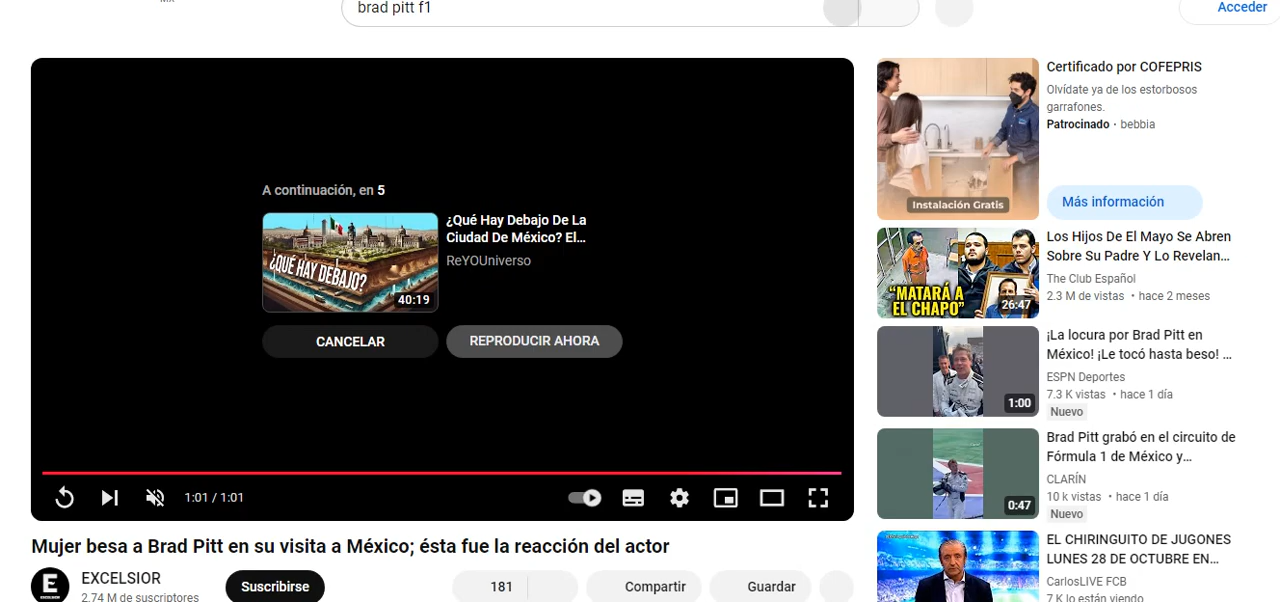 MX
brad pitt f1
Acceder
A continuación, en 5
¿QUÉ HAY DEBAJO?
40:19
¿Qué Hay Debajo De La
Ciudad De México? El...
ReYOUniverso
CANCELAR
REPRODUCIR AHORA
1:01 / 1:01
Mujer besa a Brad Pitt en su visita a México; ésta fue la reacción del actor
E
EXCELSIOR
EXCELSIOR
2.74 M de suscriptores
Suscribirse
181
Compartir
Guardar
Instalación Gratis
Certificado por COFEPRIS
Olvídate ya de los estorbosos
garrafones.
Patrocinado · bebbia
Más información
“MATARÁ A
EL CHAPO”
26:47
Los Hijos De El Mayo Se Abren
Sobre Su Padre Y Lo Revelan...
The Club Español
2.3 M de vistas • hace 2 meses
1:00
¡La locura por Brad Pitt en
México! ¡Le tocó hasta beso! ...
ESPN Deportes
7.3 K vistas • hace 1 día
Nuevo
0:47
Brad Pitt grabó en el circuito de
Fórmula 1 de México y...
CLARÍN
10 k vistas • hace 1 día
Nuevo
EL CHIRINGUITO DE JUGONES
LUNES 28 DE OCTUBRE EN...
CarlosLIVE FCB
7 K lo están viendo